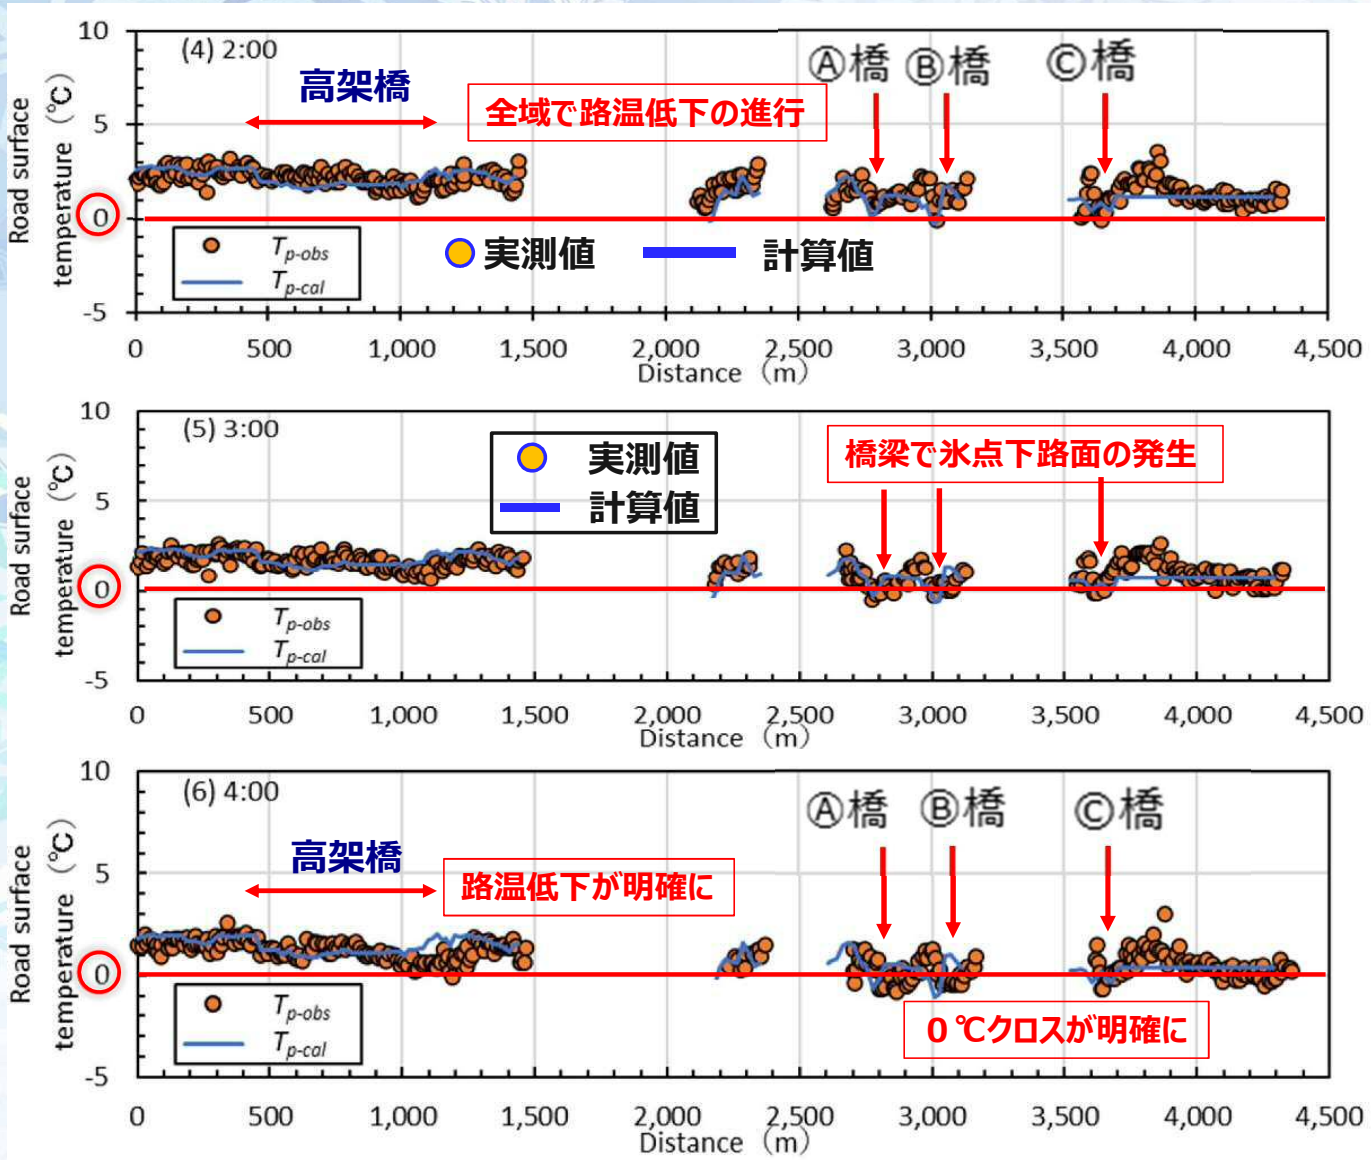 (4) 2:00
高架橋
全域で路温低下の進行
Ⓐ橋 Ⓑ橋 Ⓒ橋
Road surface
temperature (℃)
10
5
0
-5
Tp-obs
Tp-cal
実測値 計算値
0 500 1,000 1,500 2,000 2,500 3,000 3,500 4,000 4,500
Distance (m)
(5) 3:00
実測値
計算値
橋梁で氷点下路面の発生
Road surface
temperature (℃)
10
5
0
-5
Tp-obs
Tp-cal
0 500 1,000 1,500 2,000 2,500 3,000 3,500 4,000 4,500
Distance (m)
(6) 4:00
高架橋
路温低下が明確に
Ⓐ橋 Ⓑ橋 Ⓒ橋
Road surface
temperature (℃)
10
5
0
-5
Tp-obs
Tp-cal
0℃クロスが明確に
0 500 1,000 1,500 2,000 2,500 3,000 3,500 4,000 4,500
Distance (m)